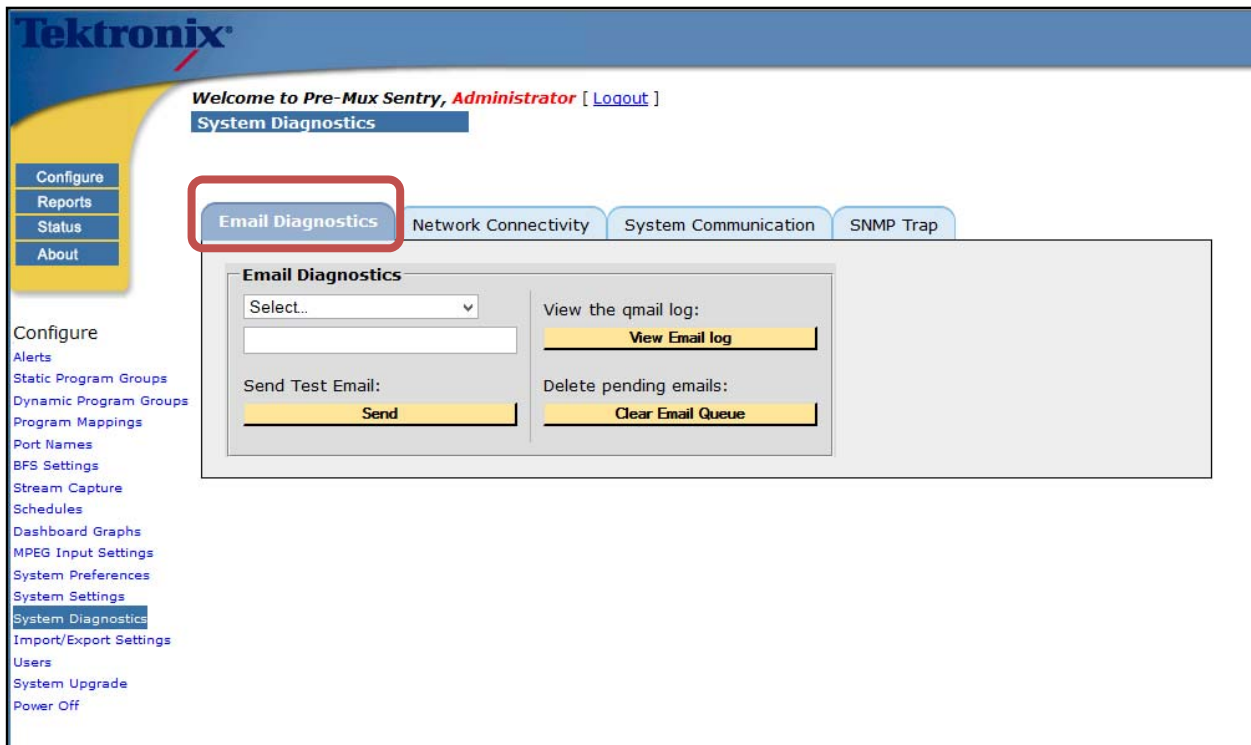 Tektronix
Welcome to Pre-Mux Sentry, Administrator [ Logout ]
System Diagnostics
Configure
Reports
Status
About
Email Diagnostics
Network Connectivity
System Communication
SNMP Trap
Email Diagnostics
Select...
Send Test Email:
Send
View the qmail log:
View Email log
Delete pending emails:
Clear Email Queue
Configure
Alerts
Static Program Groups
Dynamic Program Groups
Program Mappings
Port Names
BFS Settings
Stream Capture
Schedules
Dashboard Graphs
MPEG Input Settings
System Preferences
System Settings
System Diagnostics
Import/Export Settings
Users
System Upgrade
Power Off